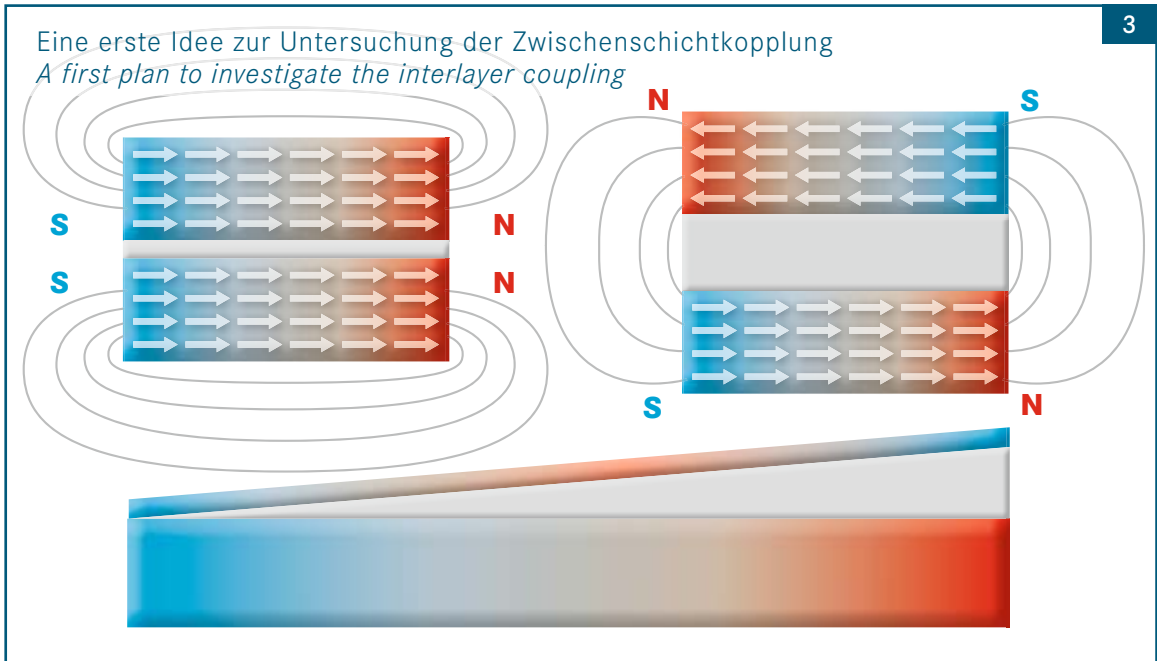 3
Eine erste Idee zur Untersuchung der Zwischenschichtkopplung
A first plan to investigate the interlayer coupling
N S
S N
S N
S N